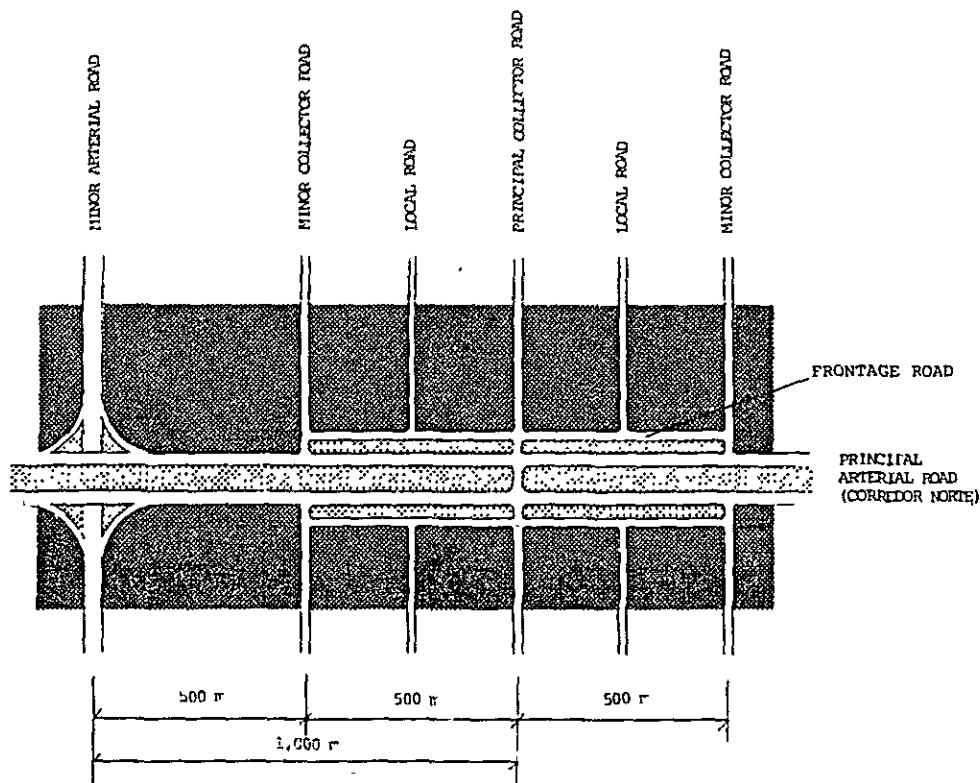 MINOR ARTERIAL ROAD
MINOR COLLECTOR ROAD
LOCAL ROAD
PRINCIPAL COLLECTOR ROAD
LOCAL ROAD
MINOR COLLECTOR ROAD
FRONTAGE ROAD
PRINCIPAL
ARTERIAL ROAD
(CORREDOR NORTE)
500 m
500 m
500 m
1,000 m